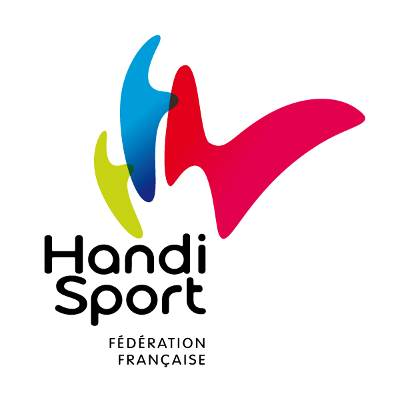 Handi
Sport
FÉDÉRATION
FRANÇAISE